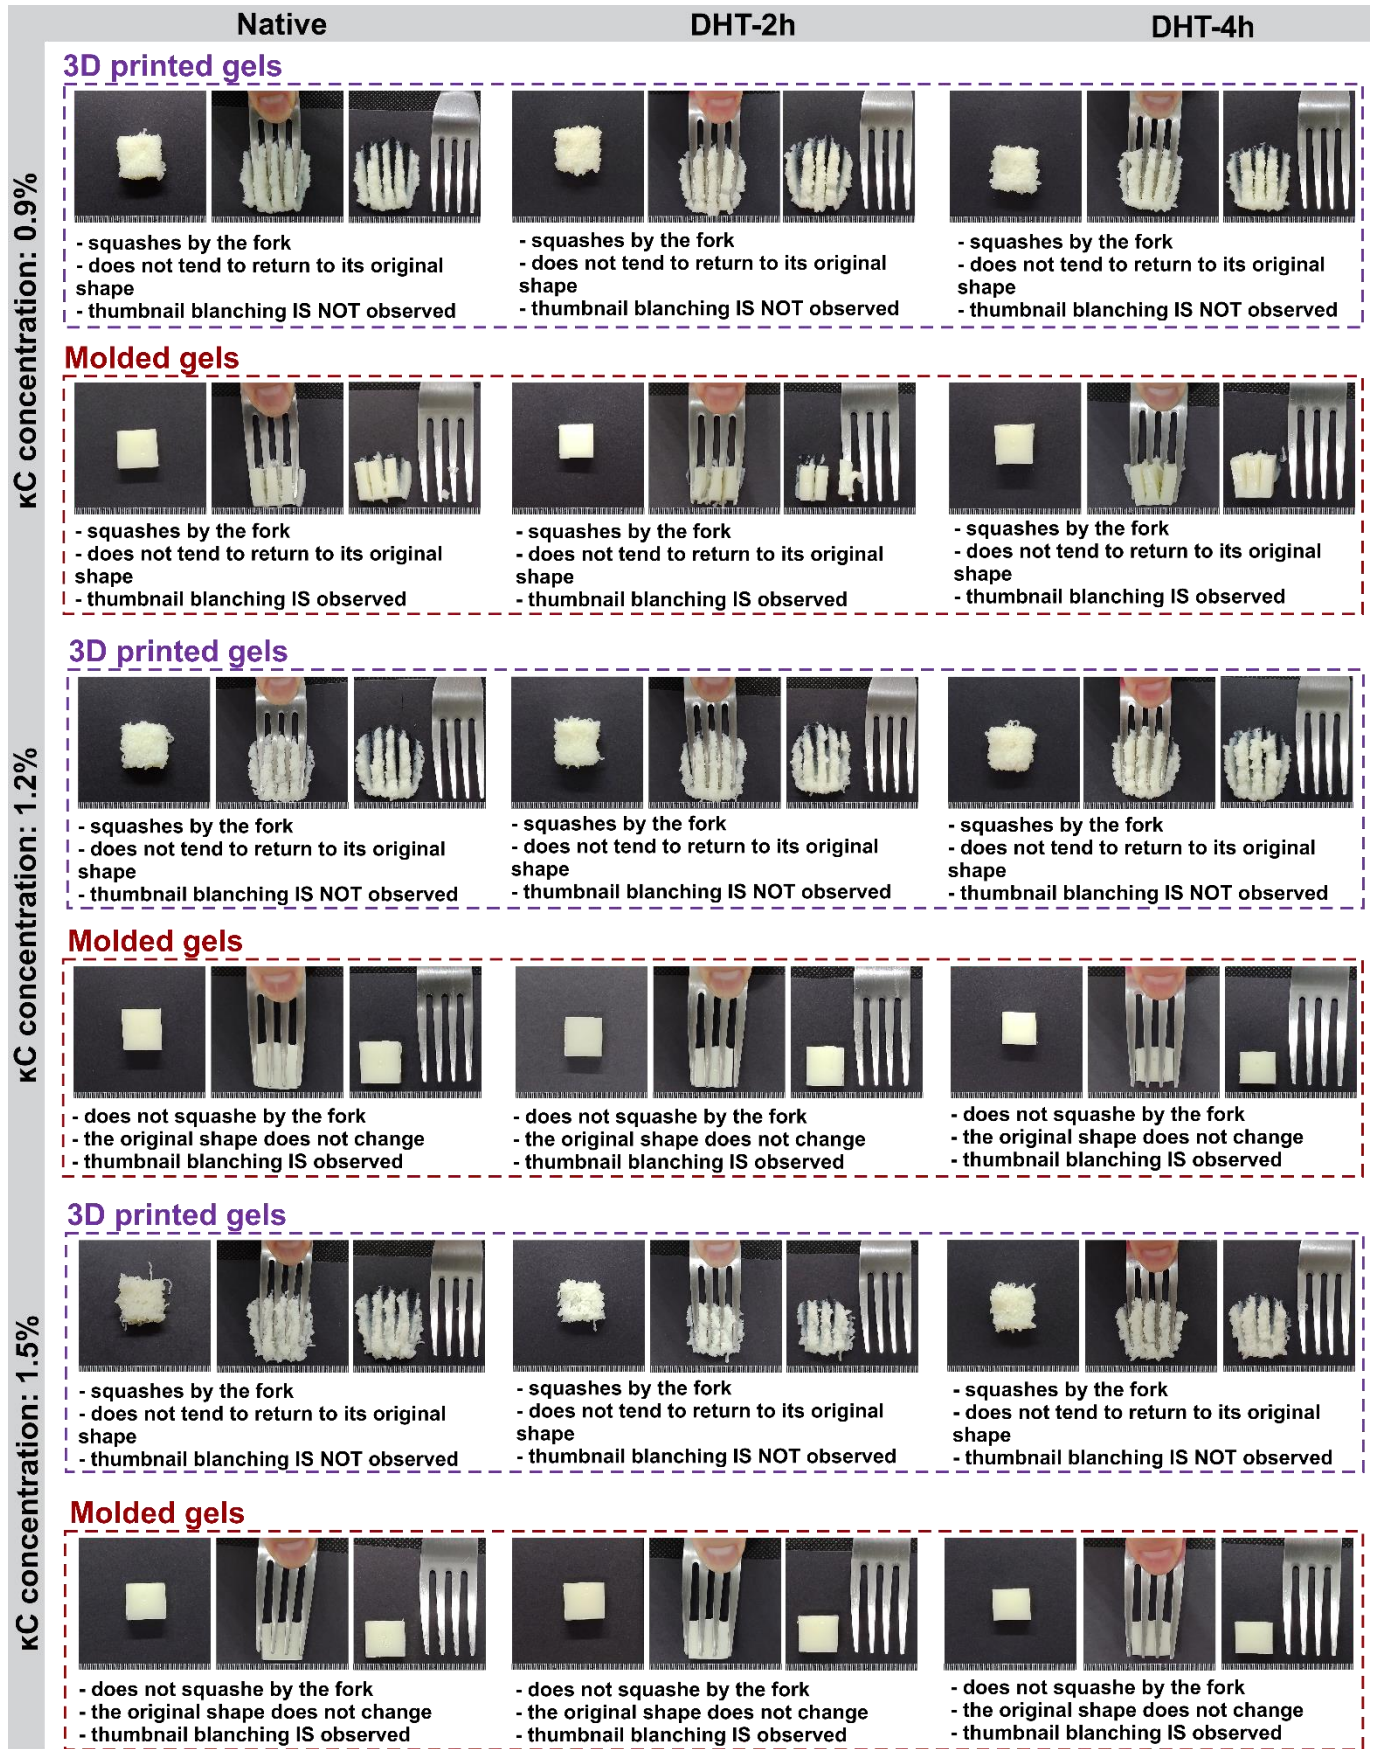 Native
DHT-2h
DHT-4h
κC concentration: 0.9%
3D printed gels
- squashes by the fork
- does not tend to return to its original
shape
- thumbnail blanching IS NOT observed
- squashes by the fork
- does not tend to return to its original
shape
- thumbnail blanching IS NOT observed
- squashes by the fork
- does not tend to return to its original
shape
- thumbnail blanching IS NOT observed
Molded gels
- squashes by the fork
- does not tend to return to its original
shape
- thumbnail blanching IS observed
- squashes by the fork
- does not tend to return to its original
shape
- thumbnail blanching IS observed
- squashes by the fork
- does not tend to return to its original
shape
- thumbnail blanching IS observed
κC concentration: 1.2%
3D printed gels
- squashes by the fork
- does not tend to return to its original
shape
- thumbnail blanching IS NOT observed
- squashes by the fork
- does not tend to return to its original
shape
- thumbnail blanching IS NOT observed
- squashes by the fork
- does not tend to return to its original
shape
- thumbnail blanching IS NOT observed
Molded gels
- does not squashe by the fork
- the original shape does not change
- thumbnail blanching IS observed
- does not squashe by the fork
- the original shape does not change
- thumbnail blanching IS observed
- does not squashe by the fork
- the original shape does not change
- thumbnail blanching IS observed
κC concentration: 1.5%
3D printed gels
- squashes by the fork
- does not tend to return to its original
shape
- thumbnail blanching IS NOT observed
- squashes by the fork
- does not tend to return to its original
shape
- thumbnail blanching IS NOT observed
- squashes by the fork
- does not tend to return to its original
shape
- thumbnail blanching IS NOT observed
Molded gels
- does not squashe by the fork
- the original shape does not change
- thumbnail blanching IS observed
- does not squashe by the fork
- the original shape does not change
- thumbnail blanching IS observed
- does not squashe by the fork
- the original shape does not change
- thumbnail blanching IS observed